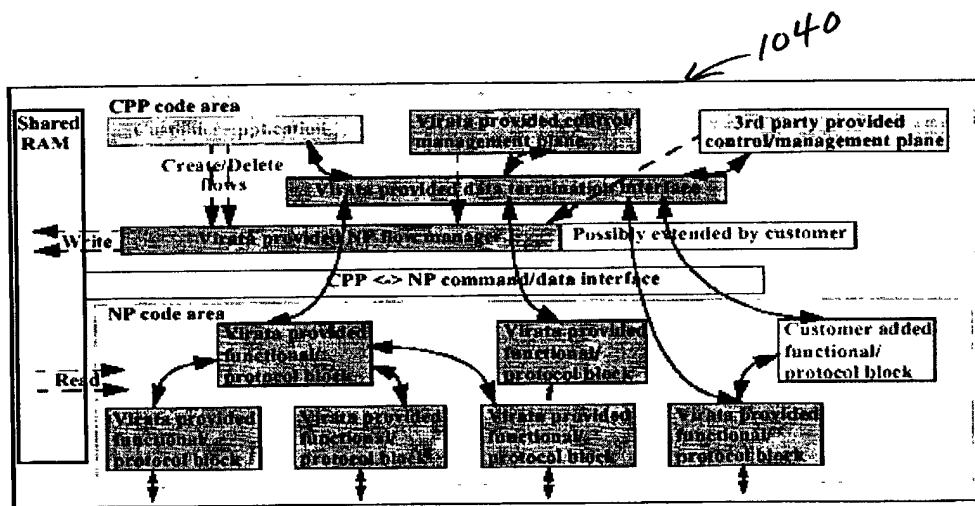 1040
CPP code area
Shared
RAM
Customer application
Virata provided control/
management plane
3rd party provided
control/management plane
Create/Delete
flows
Virata provided data termination interface
Write
Virata provided NP flow manager
Possibly extended by customer
CPP <-> NP command/data interface
NP code area
Virata provided
functional/
protocol block
Virata provided
functional/
protocol block
Customer added
functional/
protocol block
Read
Virata provided
functional/
protocol block
Virata provided
functional/
protocol block
Virata provided
functional/
protocol block
Virata provided
functional/
protocol block